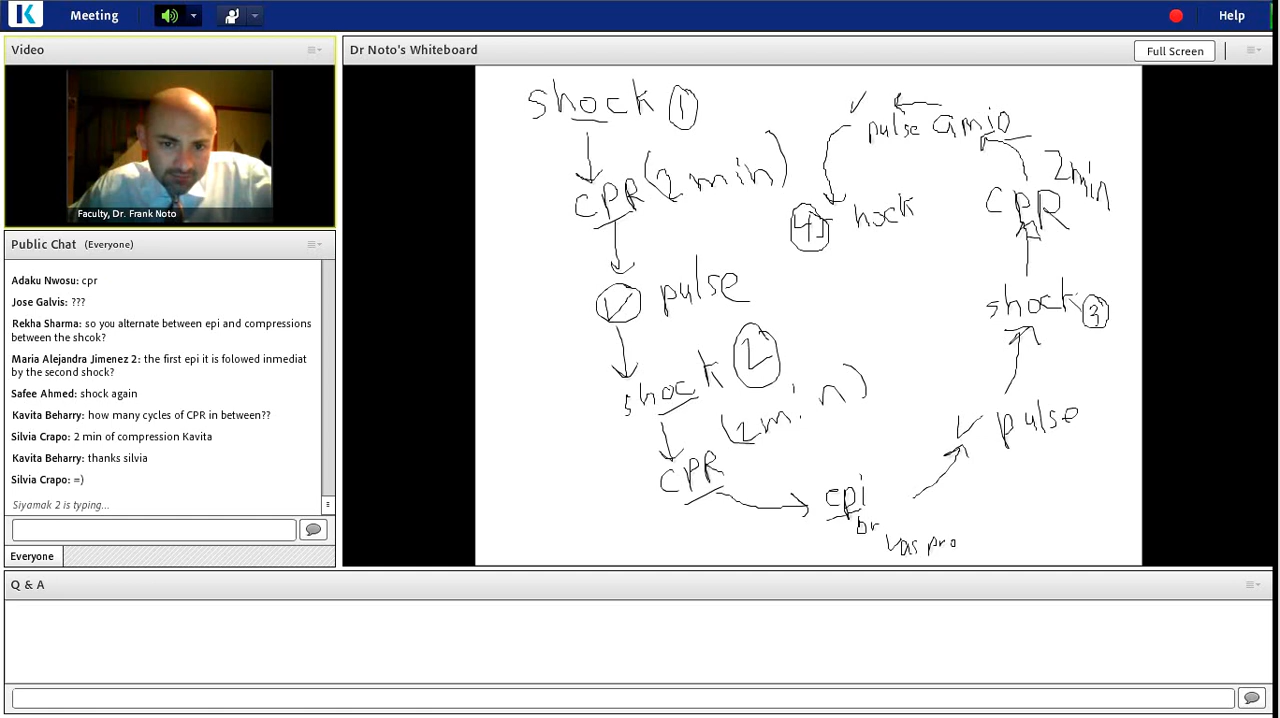 K Meeting Help
Video
Faculty, Dr. Frank Noto
Public Chat (Everyone)
Adaku Nwosu: cpr
Jose Galvis: ???
Rekha Sharma: so you alternate between epi and compressions
between the shcok?
Maria Alejandra Jimenez 2: the first epi it is folowed inmediat
by the second shock?
Safee Ahmed: shock again
Kavita Beharry: how many cycles of CPR in between??
Silvia Crapo: 2 min of compression Kavita
Kavita Beharry: thanks silvia
Silvia Crapo: =)
Siyamak 2 is typing...
Everyone
Dr Noto's Whiteboard
Full Screen
shock 1
CPR (2 min)
✓ pulse
shock 2
(2 min)
CPR
epi
or
vas pro
✓ pulse
shock 3
CPR 2 min
amio
✓ pulse
4 shock
Q & A